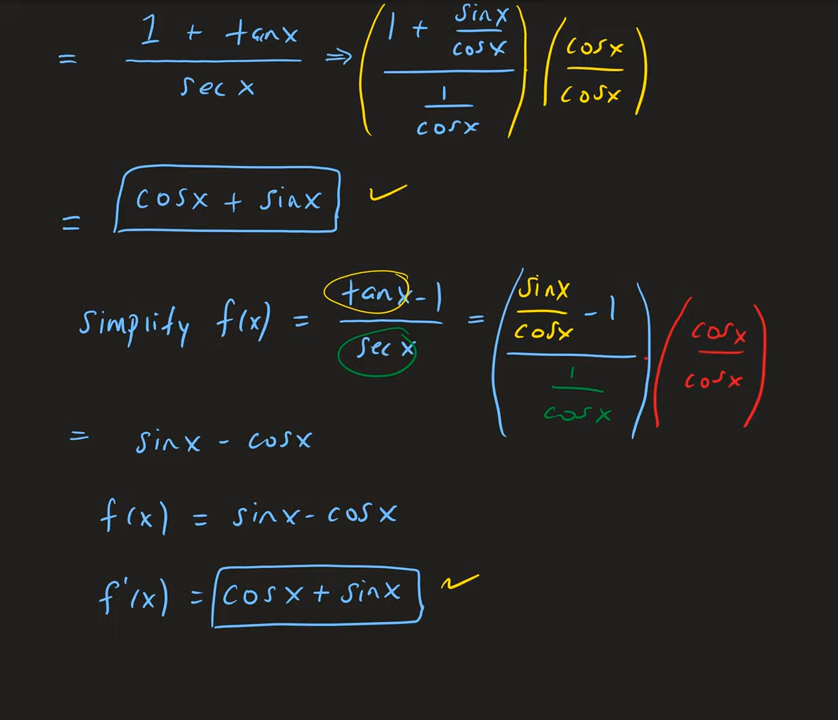 = (1 + tanx)/(sec x) ⇒ ((1 + sinx/cosx)/(1/cosx)) (cosx/cosx)
= cosx + sinx ✓
simplify f(x) = (tanx - 1)/(sec x) = ((sinx/cosx - 1)/(1/cosx)) · (cosx/cosx)
= sinx - cosx
f(x) = sinx - cosx
f'(x) = cosx + sinx ✓